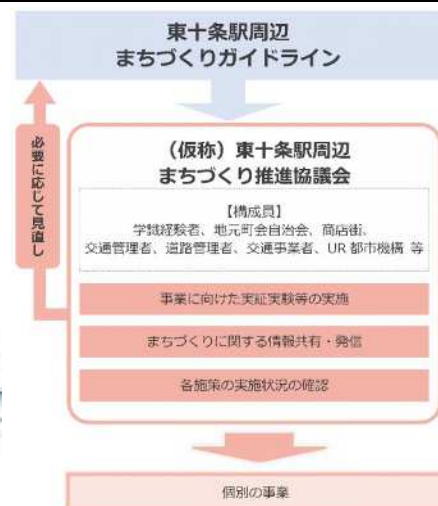 東十条駅周辺
まちづくりガイドライン
必要に応じて見直し
（仮称）東十条駅周辺
まちづくり推進協議会
【構成員】
学識経験者、地元町会自治会、商店街、
交通管理者、道路管理者、交通事業者、UR 都市機構 等
事業に向けた実証実験等の実施
まちづくりに関する情報共有・発信
各施策の実施状況の確認
個別の事業